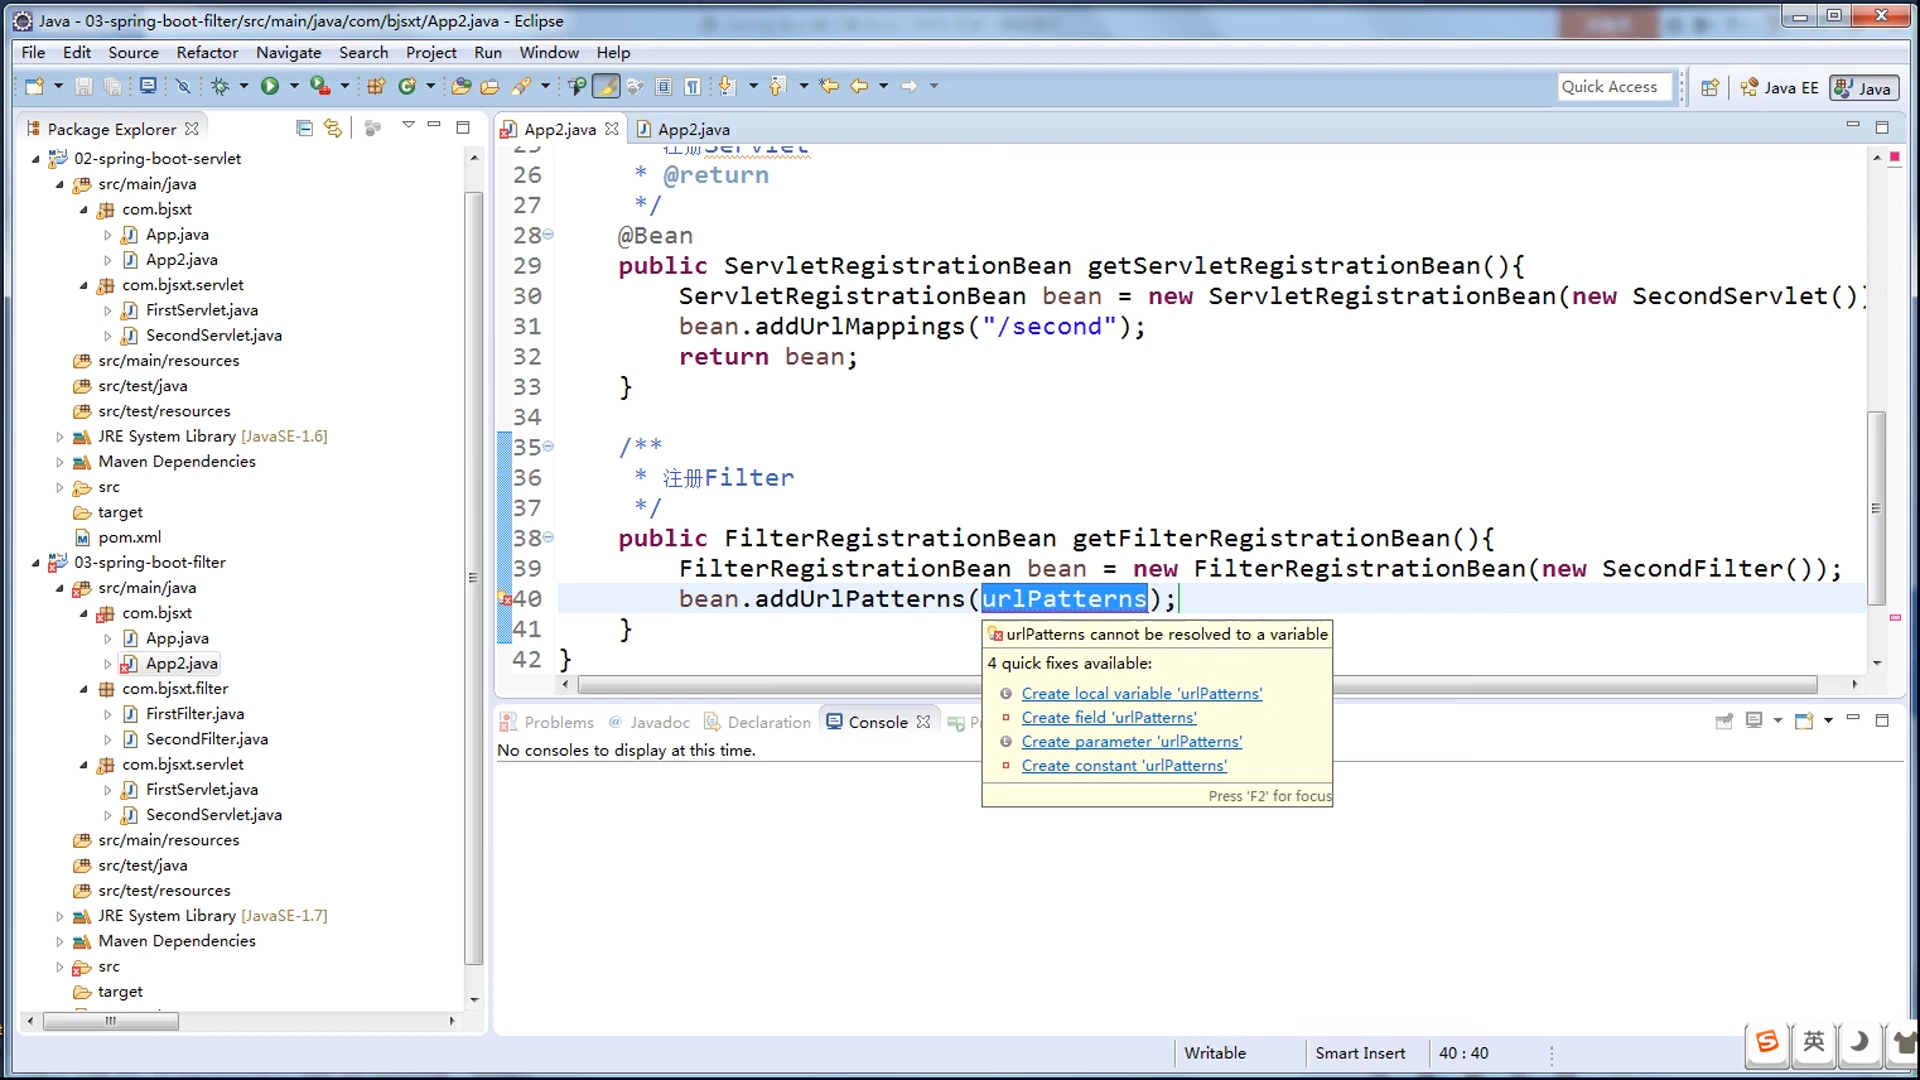 Java - 03-spring-boot-filter/src/main/java/com/bjsxt/App2.java - Eclipse
File Edit Source Refactor Navigate Search Project Run Window Help
Quick Access Java EE Java
Package Explorer
02-spring-boot-servlet
src/main/java
com.bjsxt
App.java
App2.java
com.bjsxt.servlet
FirstServlet.java
SecondServlet.java
src/main/resources
src/test/java
src/test/resources
JRE System Library [JavaSE-1.6]
Maven Dependencies
src
target
pom.xml
03-spring-boot-filter
src/main/java
com.bjsxt
App.java
App2.java
com.bjsxt.filter
FirstFilter.java
SecondFilter.java
com.bjsxt.servlet
FirstServlet.java
SecondServlet.java
src/main/resources
src/test/java
src/test/resources
JRE System Library [JavaSE-1.7]
Maven Dependencies
src
target
App2.java App2.java
25 注册Servlet
26 * @return
27 */
28 @Bean
29 public ServletRegistrationBean getServletRegistrationBean(){
30 ServletRegistrationBean bean = new ServletRegistrationBean(new SecondServlet())
31 bean.addUrlMappings("/second");
32 return bean;
33 }
34
35 /**
36 * 注册Filter
37 */
38 public FilterRegistrationBean getFilterRegistrationBean(){
39 FilterRegistrationBean bean = new FilterRegistrationBean(new SecondFilter());
40 bean.addUrlPatterns(urlPatterns);
41 }
42 }
urlPatterns cannot be resolved to a variable
4 quick fixes available:
Create local variable 'urlPatterns'
Create field 'urlPatterns'
Create parameter 'urlPatterns'
Create constant 'urlPatterns'
Press 'F2' for focus
Problems Javadoc Declaration Console
No consoles to display at this time.
Writable Smart Insert 40 : 40
英